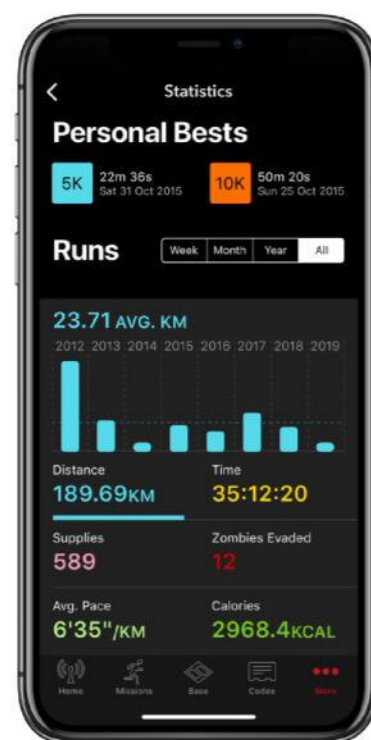 Statistics
Personal Bests
5K 22m 36s 10K 50m 20s
Sat 31 Oct 2015 Sun 25 Oct 2015
Runs Week Month Year All
23.71 AVG. KM
2012 2013 2014 2015 2016 2017 2018 2019
Distance Time
189.69KM 35:12:20
Supplies Zombies Evaded
589 12
Avg. Pace Calories
6'35"/KM 2968.4KCAL
Home Missions Base Codex More